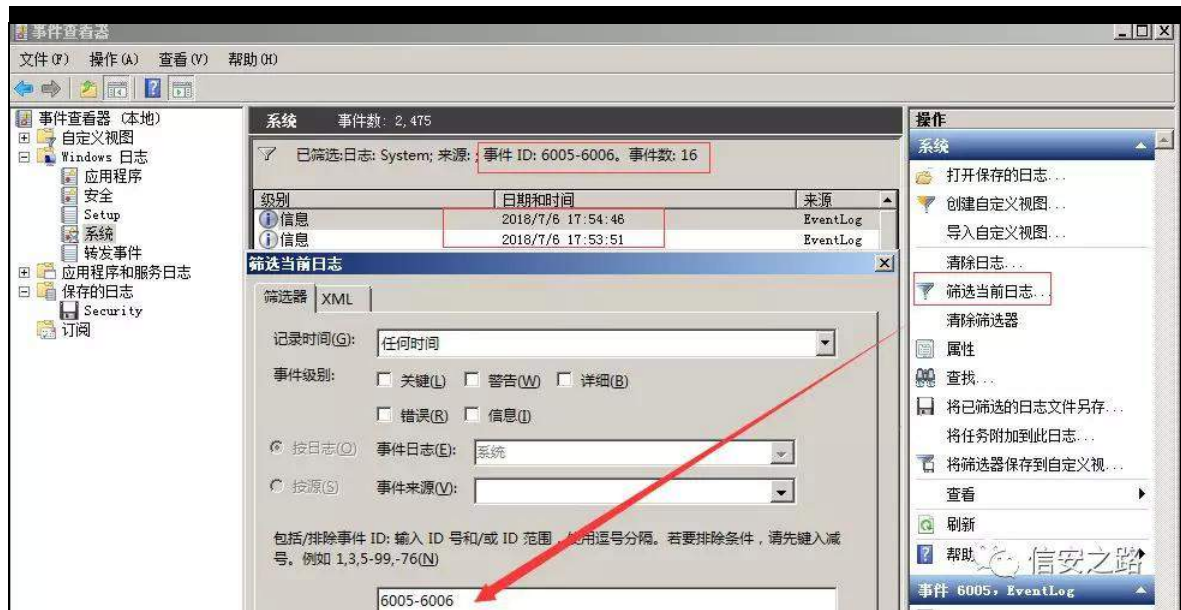 事件查看器
文件(F) 操作(A) 查看(V) 帮助(H)
事件查看器 (本地)
自定义视图
Windows 日志
应用程序
安全
Setup
系统
转发事件
应用程序和服务日志
保存的日志
Security
订阅
系统 事件数: 2,475
已筛选:日志: System; 来源: ; 事件 ID: 6005-6006。事件数: 16
级别 日期和时间 来源
信息 2018/7/6 17:54:46 EventLog
信息 2018/7/6 17:53:51 EventLog
筛选当前日志
筛选器 XML
记录时间(G): 任何时间
事件级别: 关键(L) 警告(W) 详细(B)
错误(R) 信息(I)
按日志(O) 事件日志(E): 系统
按源(S) 事件来源(V):
包括/排除事件 ID: 输入 ID 号和/或 ID 范围，使用逗号分隔。若要排除条件，请先键入减
号。例如 1,3,5-99,-76(N)
6005-6006
操作
系统
打开保存的日志...
创建自定义视图...
导入自定义视图...
清除日志...
筛选当前日志...
清除筛选器
属性
查找...
将已筛选的日志文件另存...
将任务附加到此日志...
将筛选器保存到自定义视...
查看
刷新
帮助
信安之路
事件 6005，EventLog